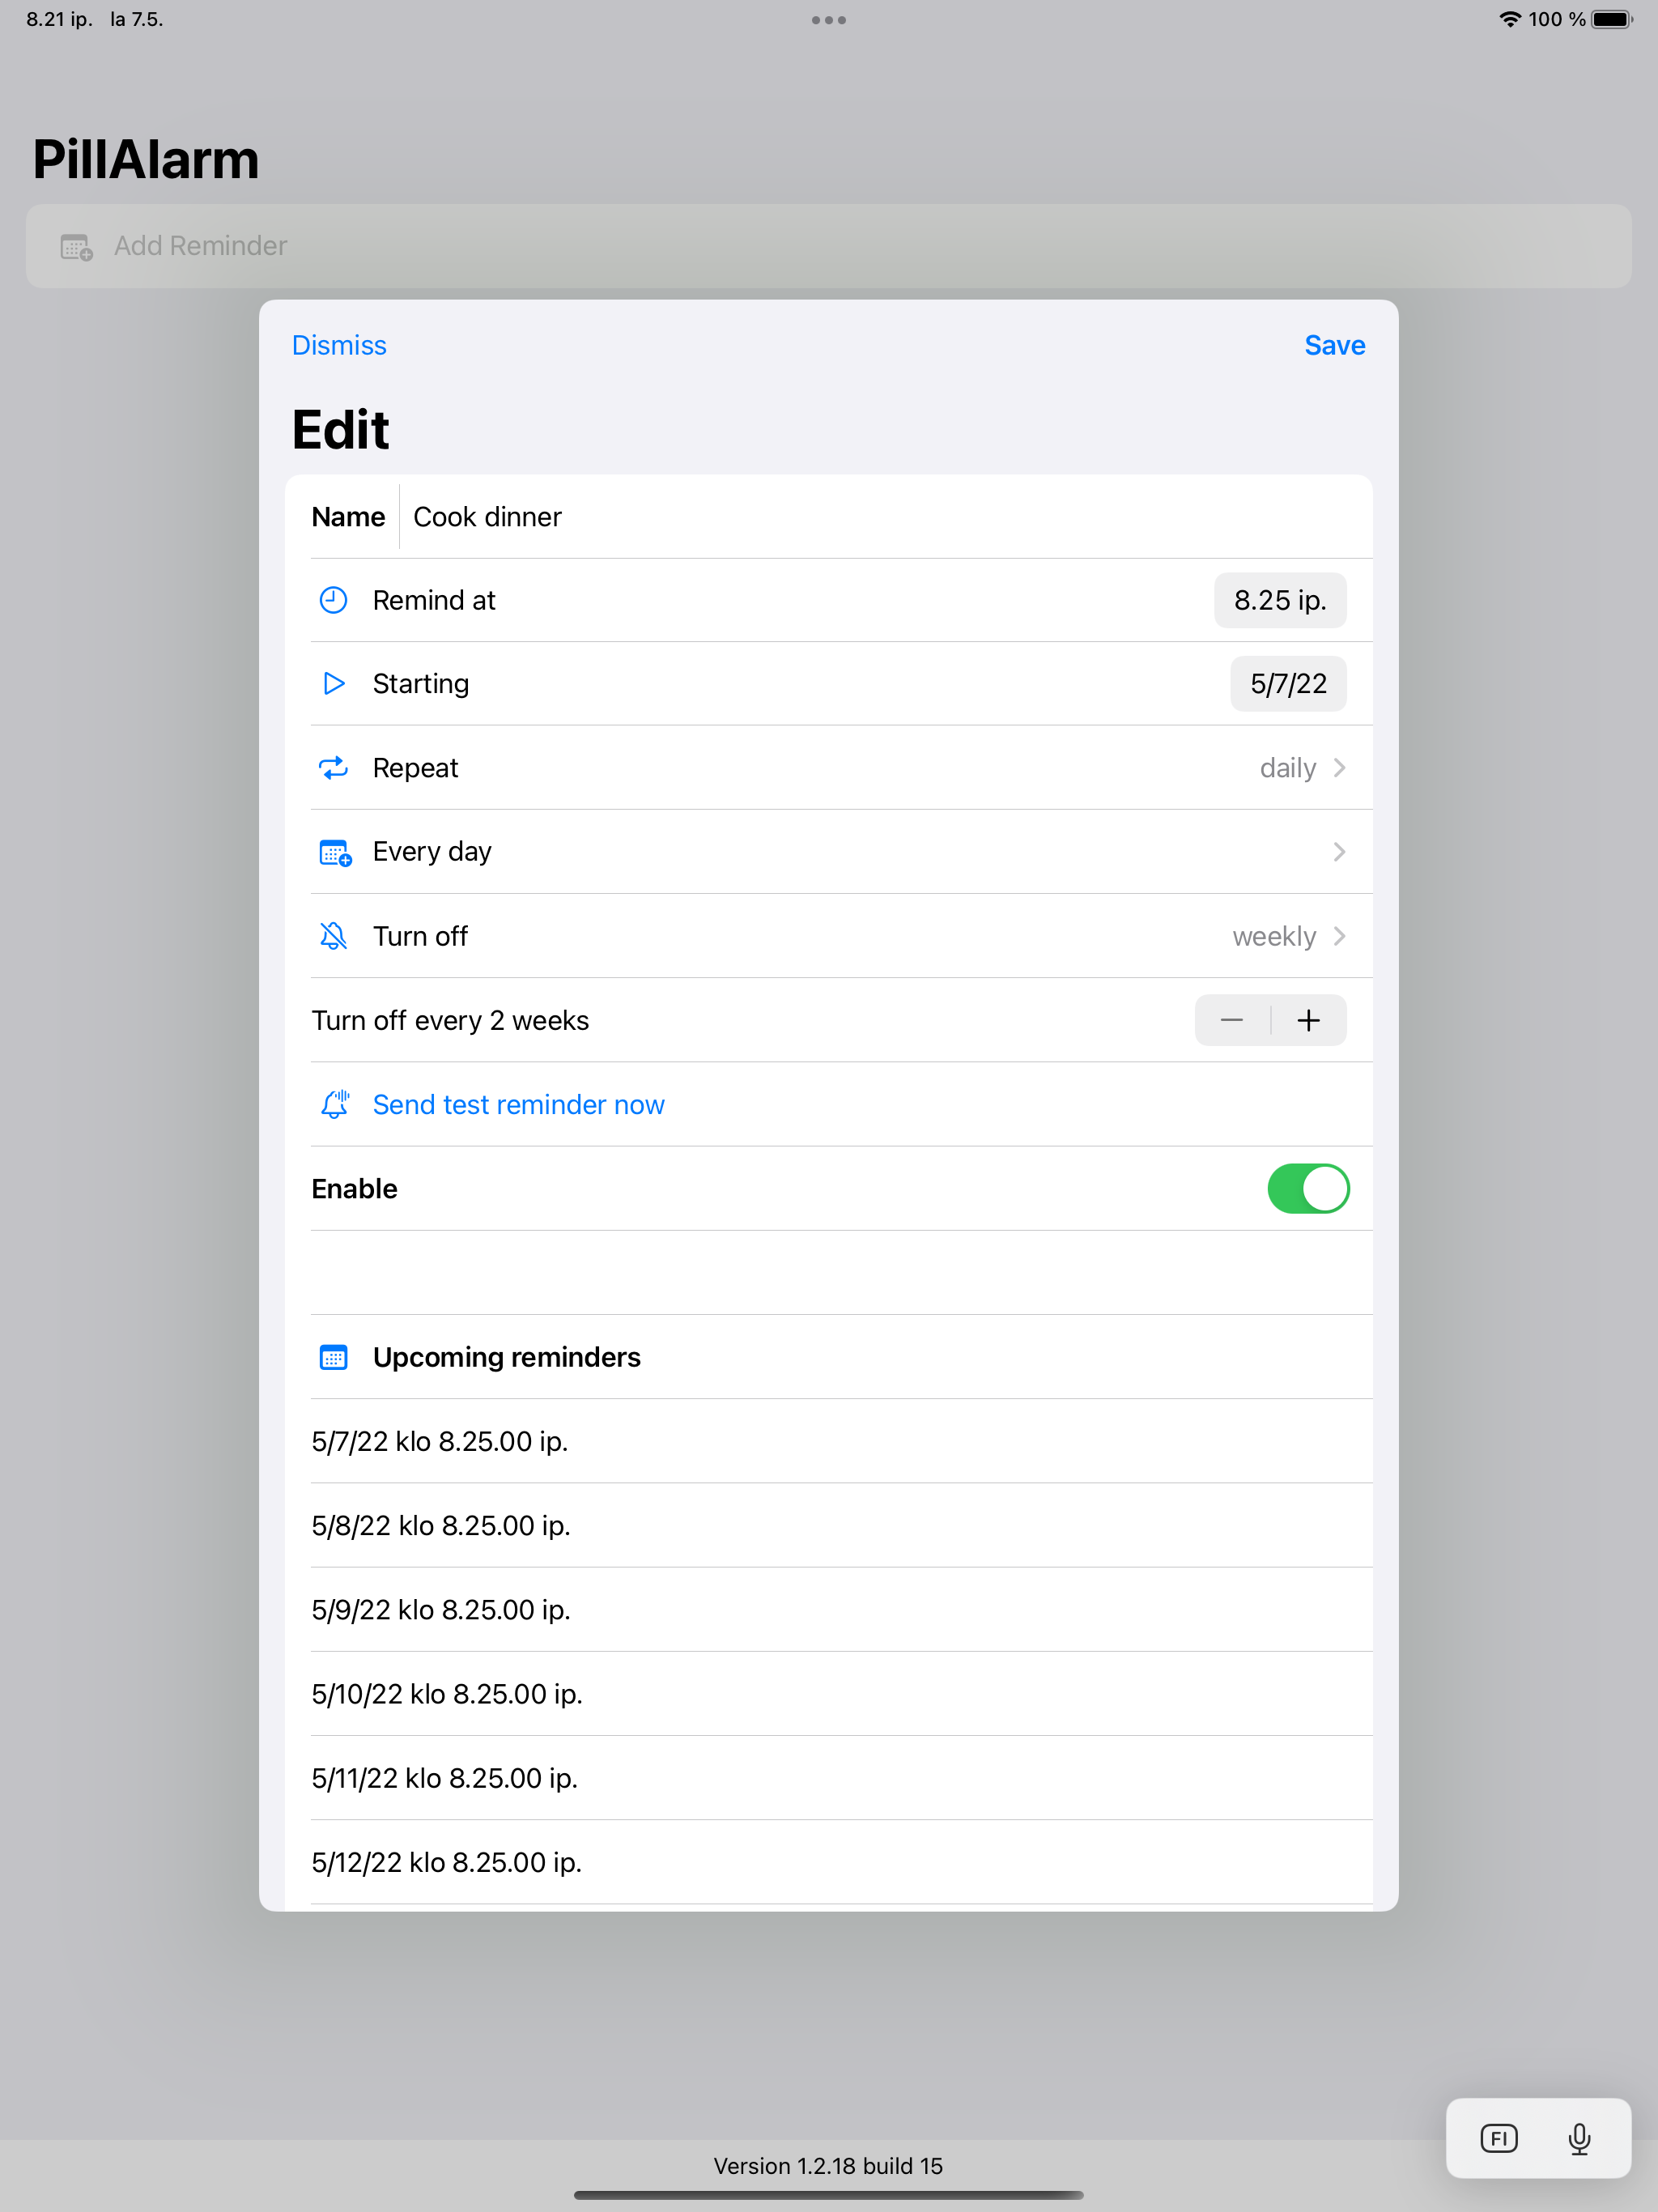 8.21 ip. la 7.5.
100 %
PillAlarm
Add Reminder
Dismiss
Save
Edit
Name Cook dinner
Remind at 8.25 ip.
Starting 5/7/22
Repeat daily
Every day
Turn off weekly
Turn off every 2 weeks
Send test reminder now
Enable
Upcoming reminders
5/7/22 klo 8.25.00 ip.
5/8/22 klo 8.25.00 ip.
5/9/22 klo 8.25.00 ip.
5/10/22 klo 8.25.00 ip.
5/11/22 klo 8.25.00 ip.
5/12/22 klo 8.25.00 ip.
FI
Version 1.2.18 build 15